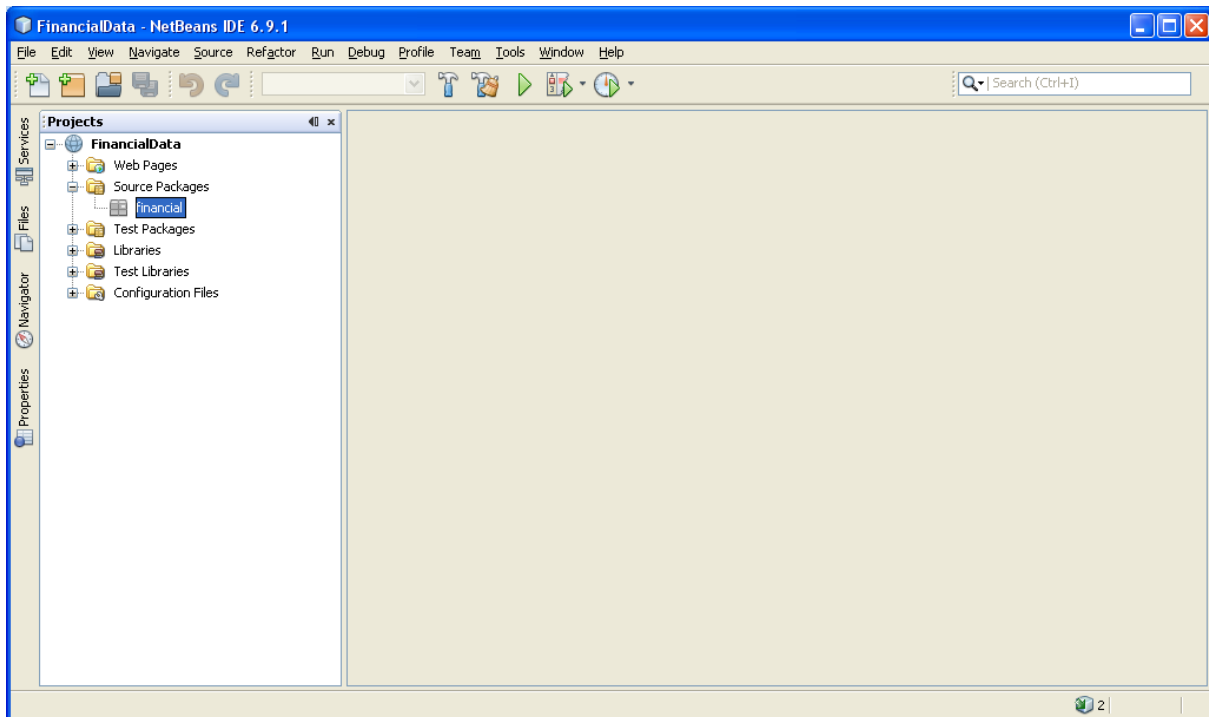 FinancialData - NetBeans IDE 6.9.1
File Edit View Navigate Source Refactor Run Debug Profile Team Tools Window Help
Search (Ctrl+I)
Services
Files
Navigator
Properties
Projects
FinancialData
Web Pages
Source Packages
financial
Test Packages
Libraries
Test Libraries
Configuration Files
2